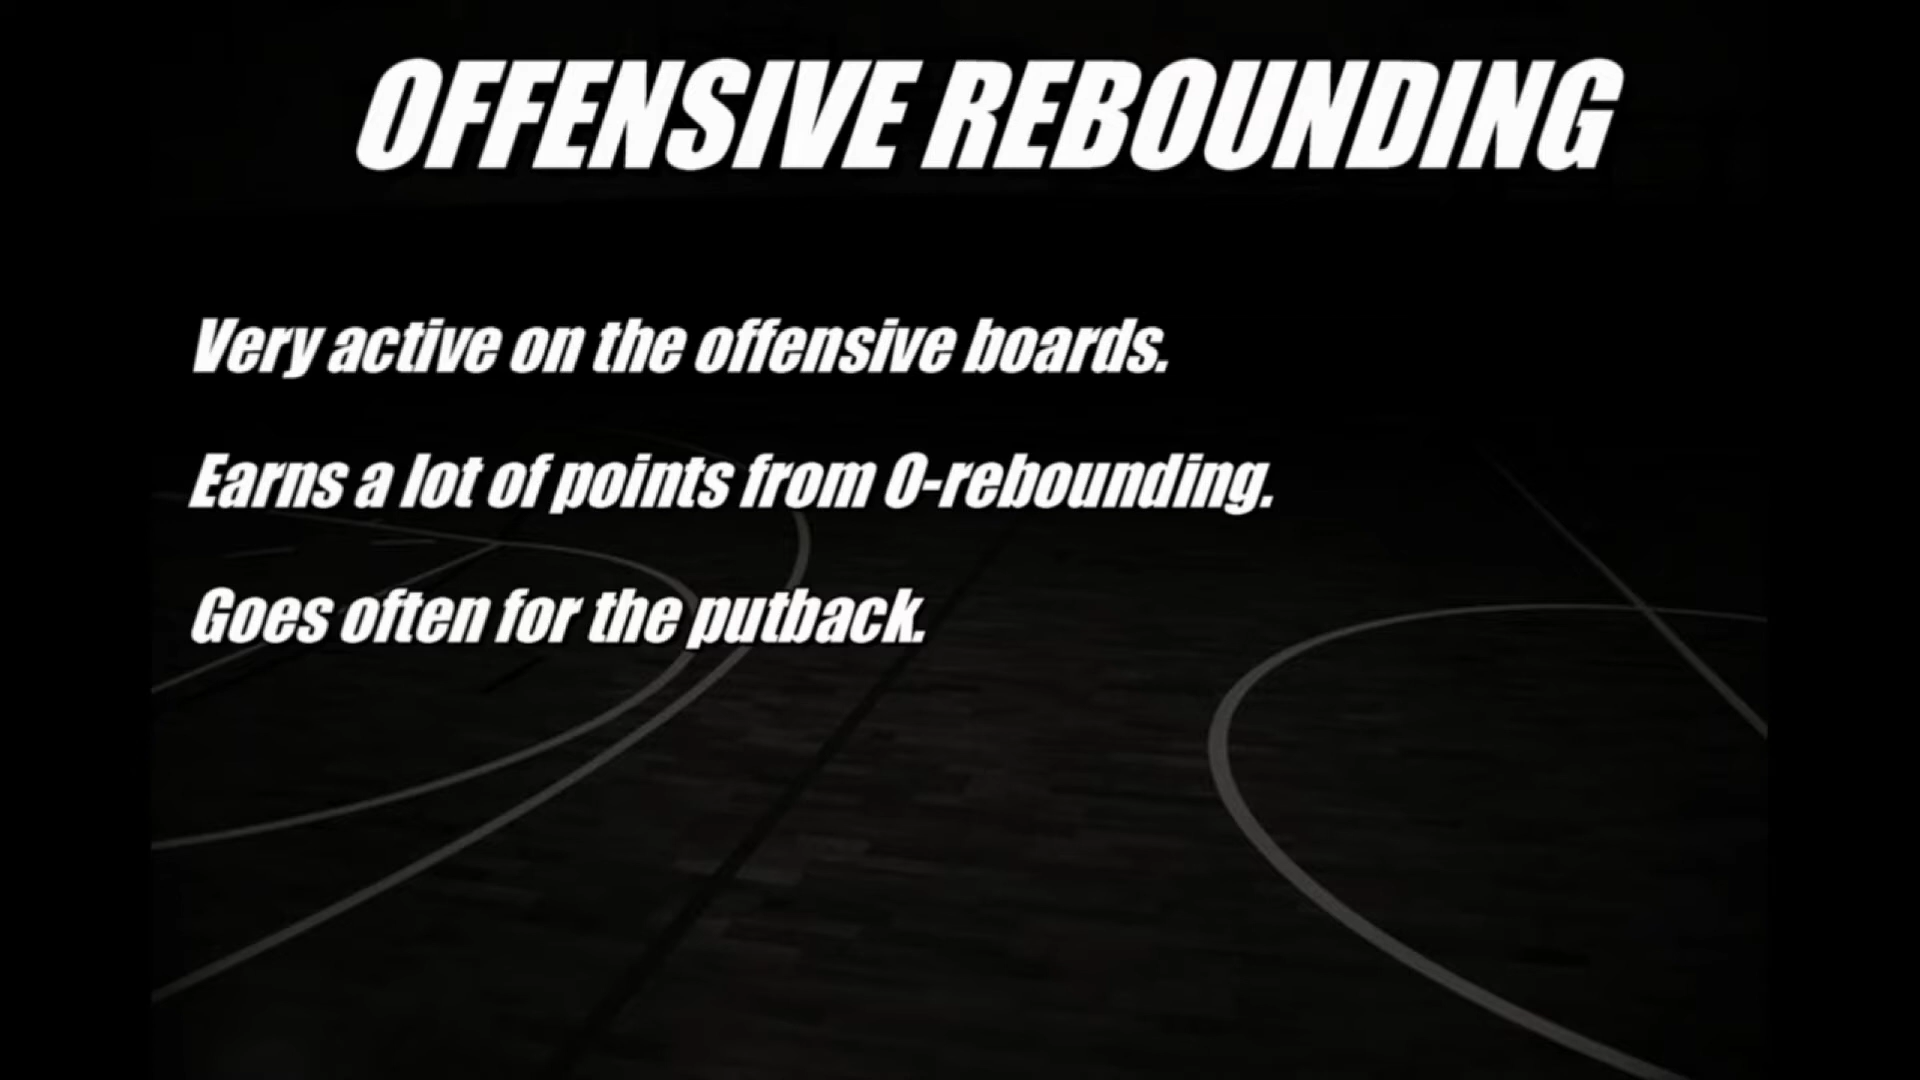 OFFENSIVE REBOUNDING
Very active on the offensive boards.
Earns a lot of points from O-rebounding.
Goes often for the putback.